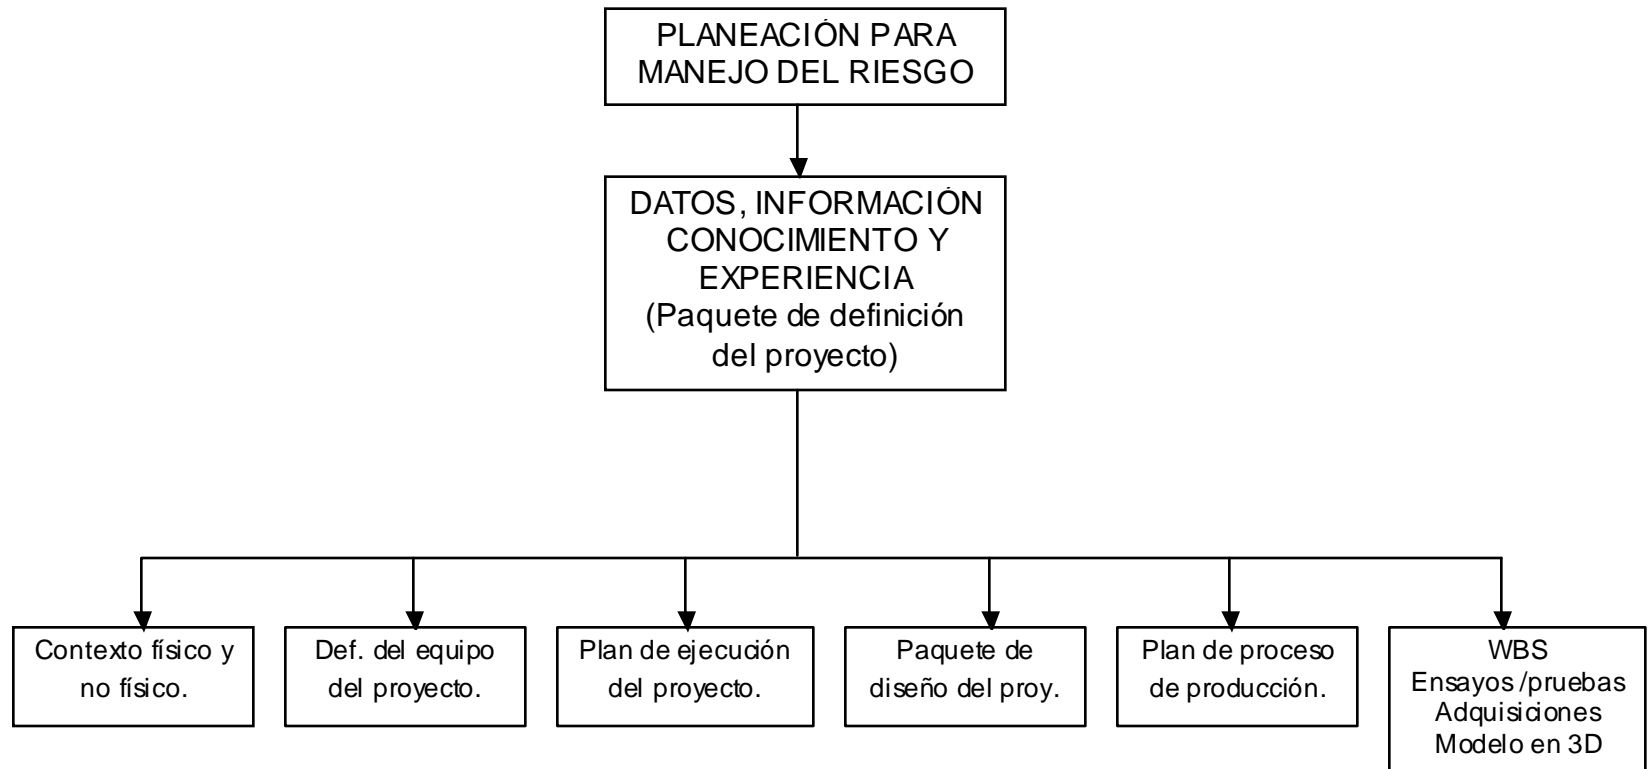 PLANEACIÓN PARA
MANEJO DEL RIESGO
DATOS, INFORMACIÓN
CONOCIMIENTO Y
EXPERIENCIA
(Paquete de definición
del proyecto)
Contexto físico y
no físico.
Def. del equipo
del proyecto.
Plan de ejecución
del proyecto.
Paquete de
diseño del proy.
Plan de proceso
de producción.
WBS
Ensayos /pruebas
Adquisiciones
Modelo en 3D